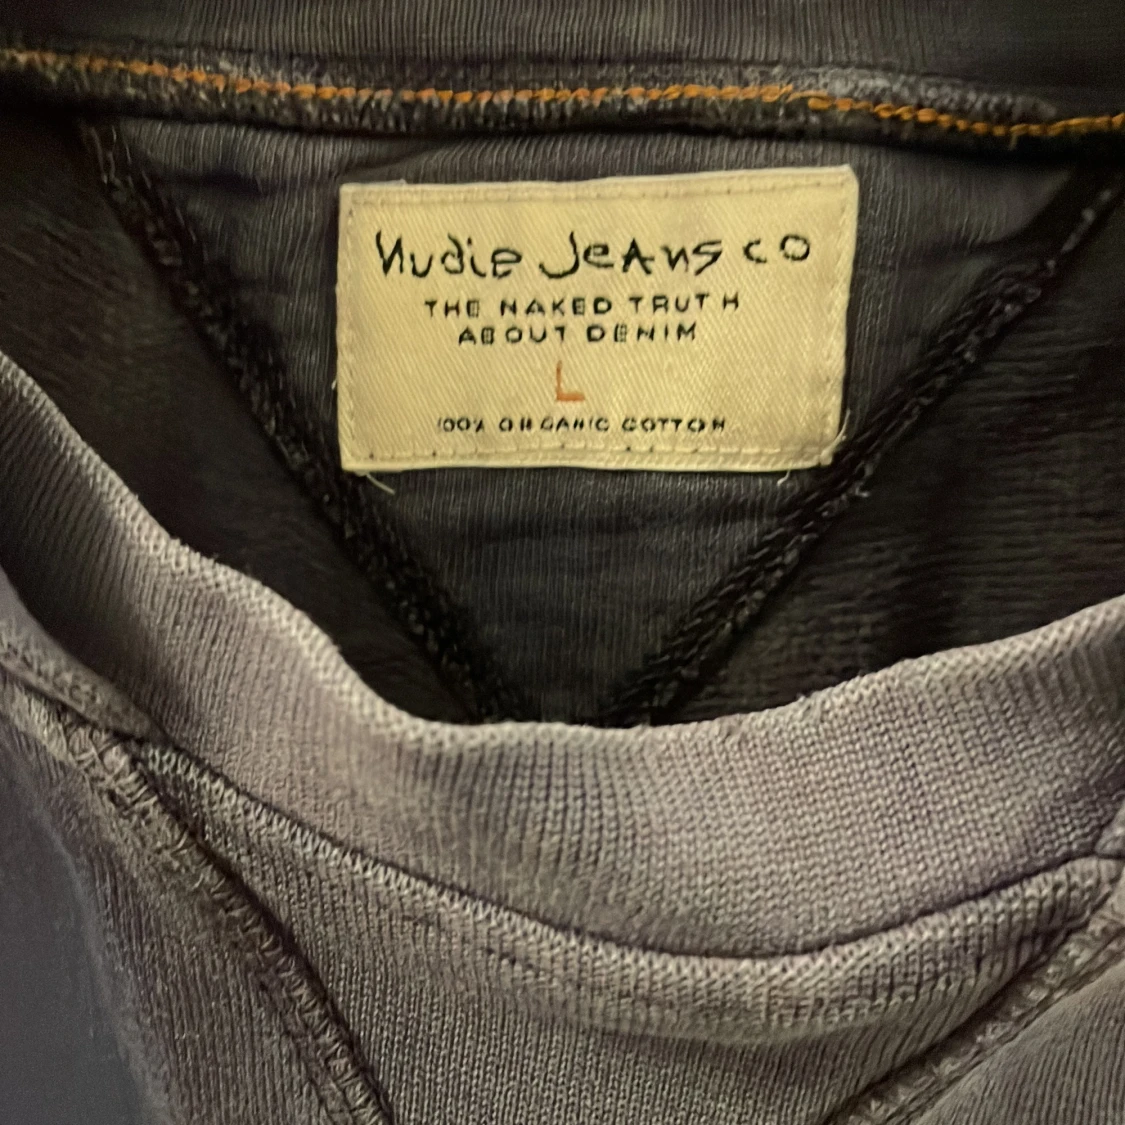 Nudie Jeans co
THE NAKED TRUTH
ABOUT DENIM
L
100% ORGANIC COTTON